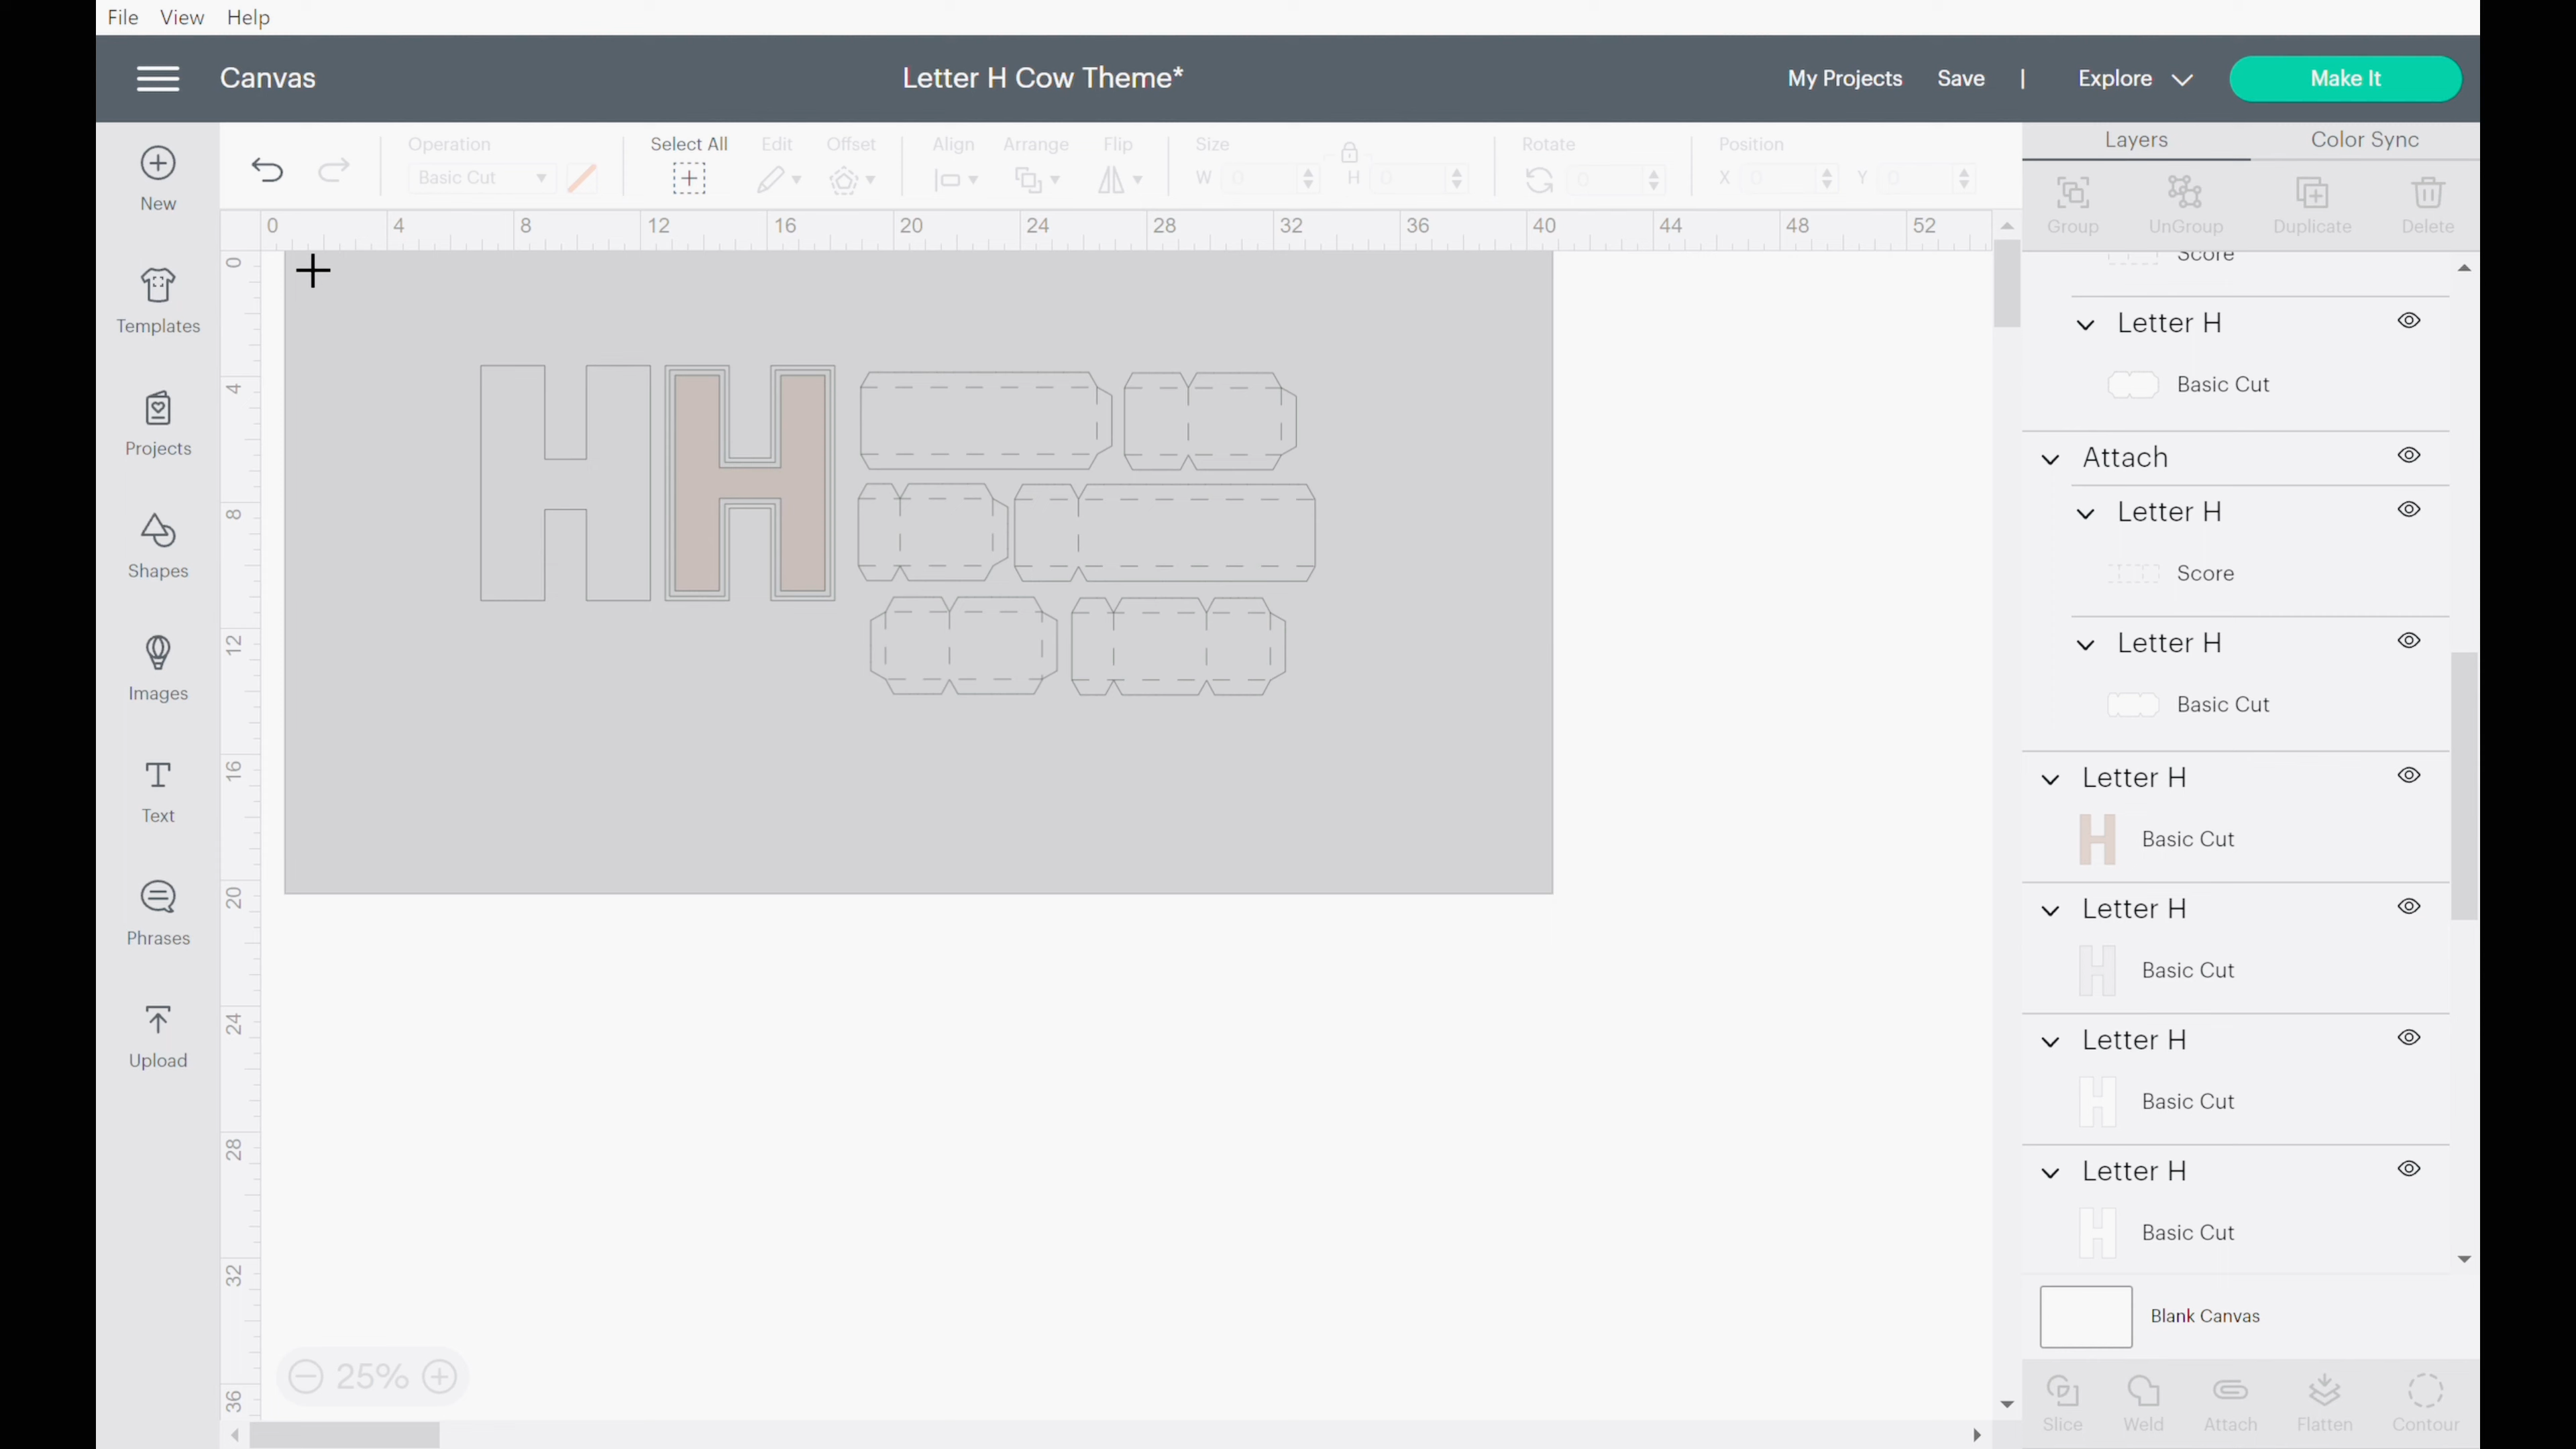 File View Help
Canvas Letter H Cow Theme* My Projects Save | Explore Make It
New
Templates
Projects
Shapes
Images
Text
Phrases
Upload
Operation Select All Edit Offset Align Arrange Flip Size Rotate Position
Basic Cut W 0 H 0 0 X 0 Y 0
0 4 8 12 16 20 24 28 32 36 40 44 48 52
0
4
8
12
16
20
24
28
32
36
25%
Layers Color Sync
Group UnGroup Duplicate Delete
Score
Letter H
Basic Cut
Attach
Letter H
Score
Letter H
Basic Cut
Letter H
Basic Cut
Letter H
Basic Cut
Letter H
Basic Cut
Letter H
Basic Cut
Blank Canvas
Slice Weld Attach Flatten Contour